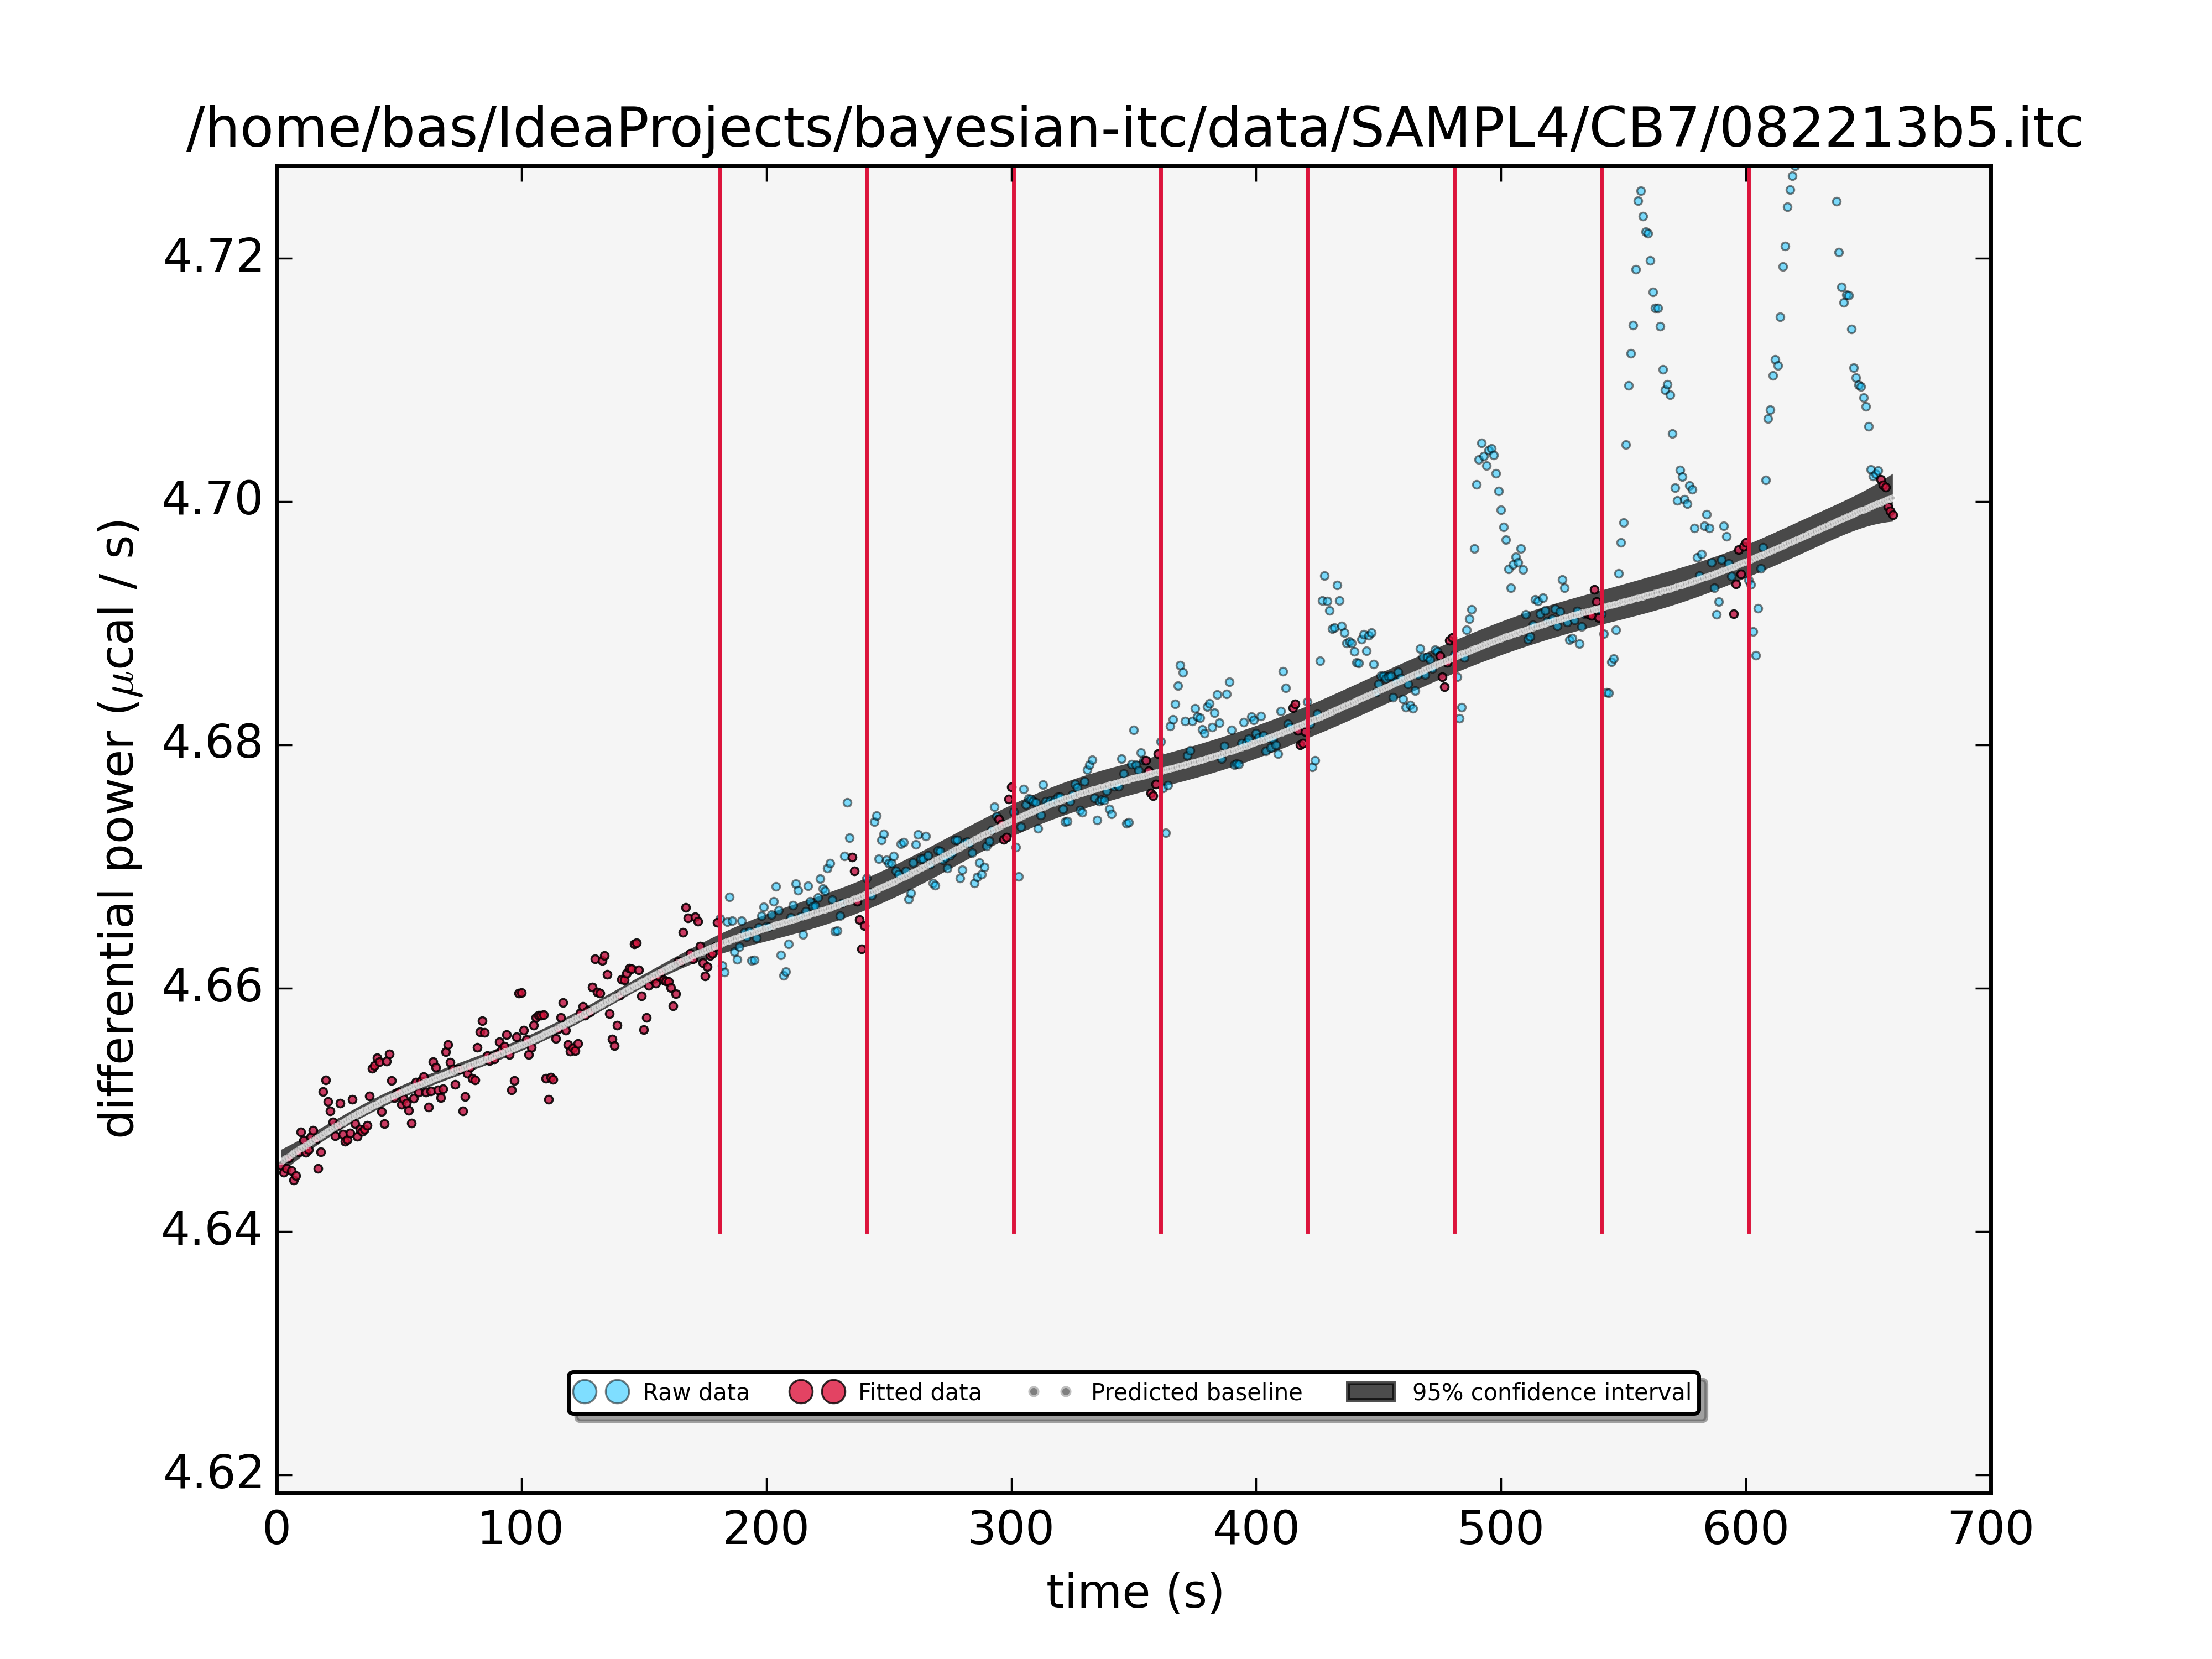 /home/bas/IdeaProjects/bayesian-itc/data/SAMPL4/CB7/082213b5.itc
differential power (μcal / s)
4.72
4.70
4.68
4.66
4.64
4.62
Raw data Fitted data Predicted baseline 95% confidence interval
0 100 200 300 400 500 600 700
time (s)